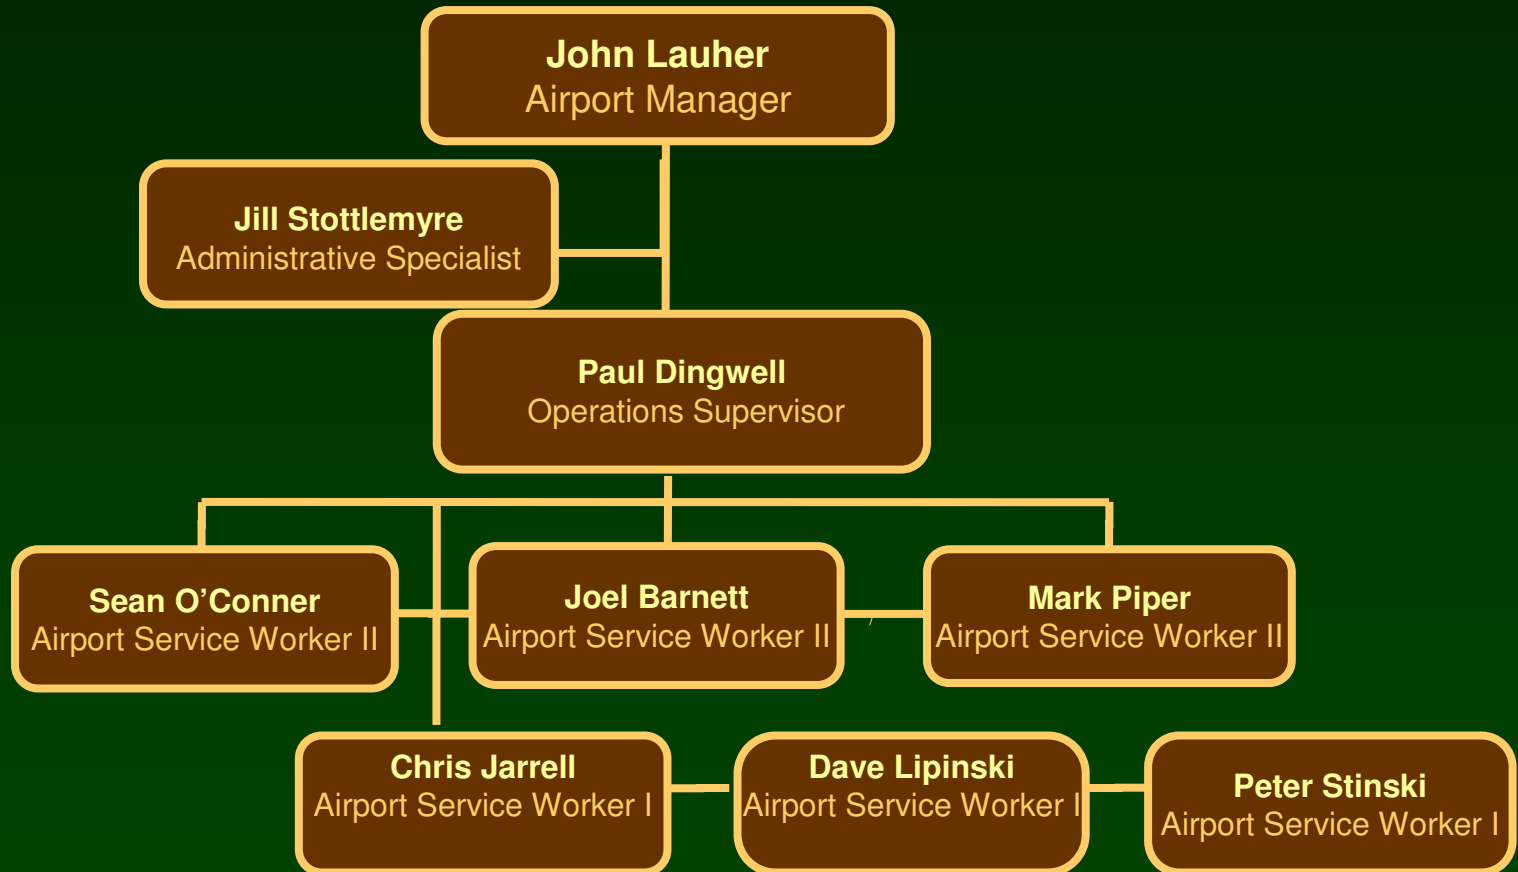 John Lauher
Airport Manager
Jill Stottlemyre
Administrative Specialist
Paul Dingwell
Operations Supervisor
Sean O’Conner
Airport Service Worker II
Joel Barnett
Airport Service Worker II
Mark Piper
Airport Service Worker II
Chris Jarrell
Airport Service Worker I
Dave Lipinski
Airport Service Worker I
Peter Stinski
Airport Service Worker I